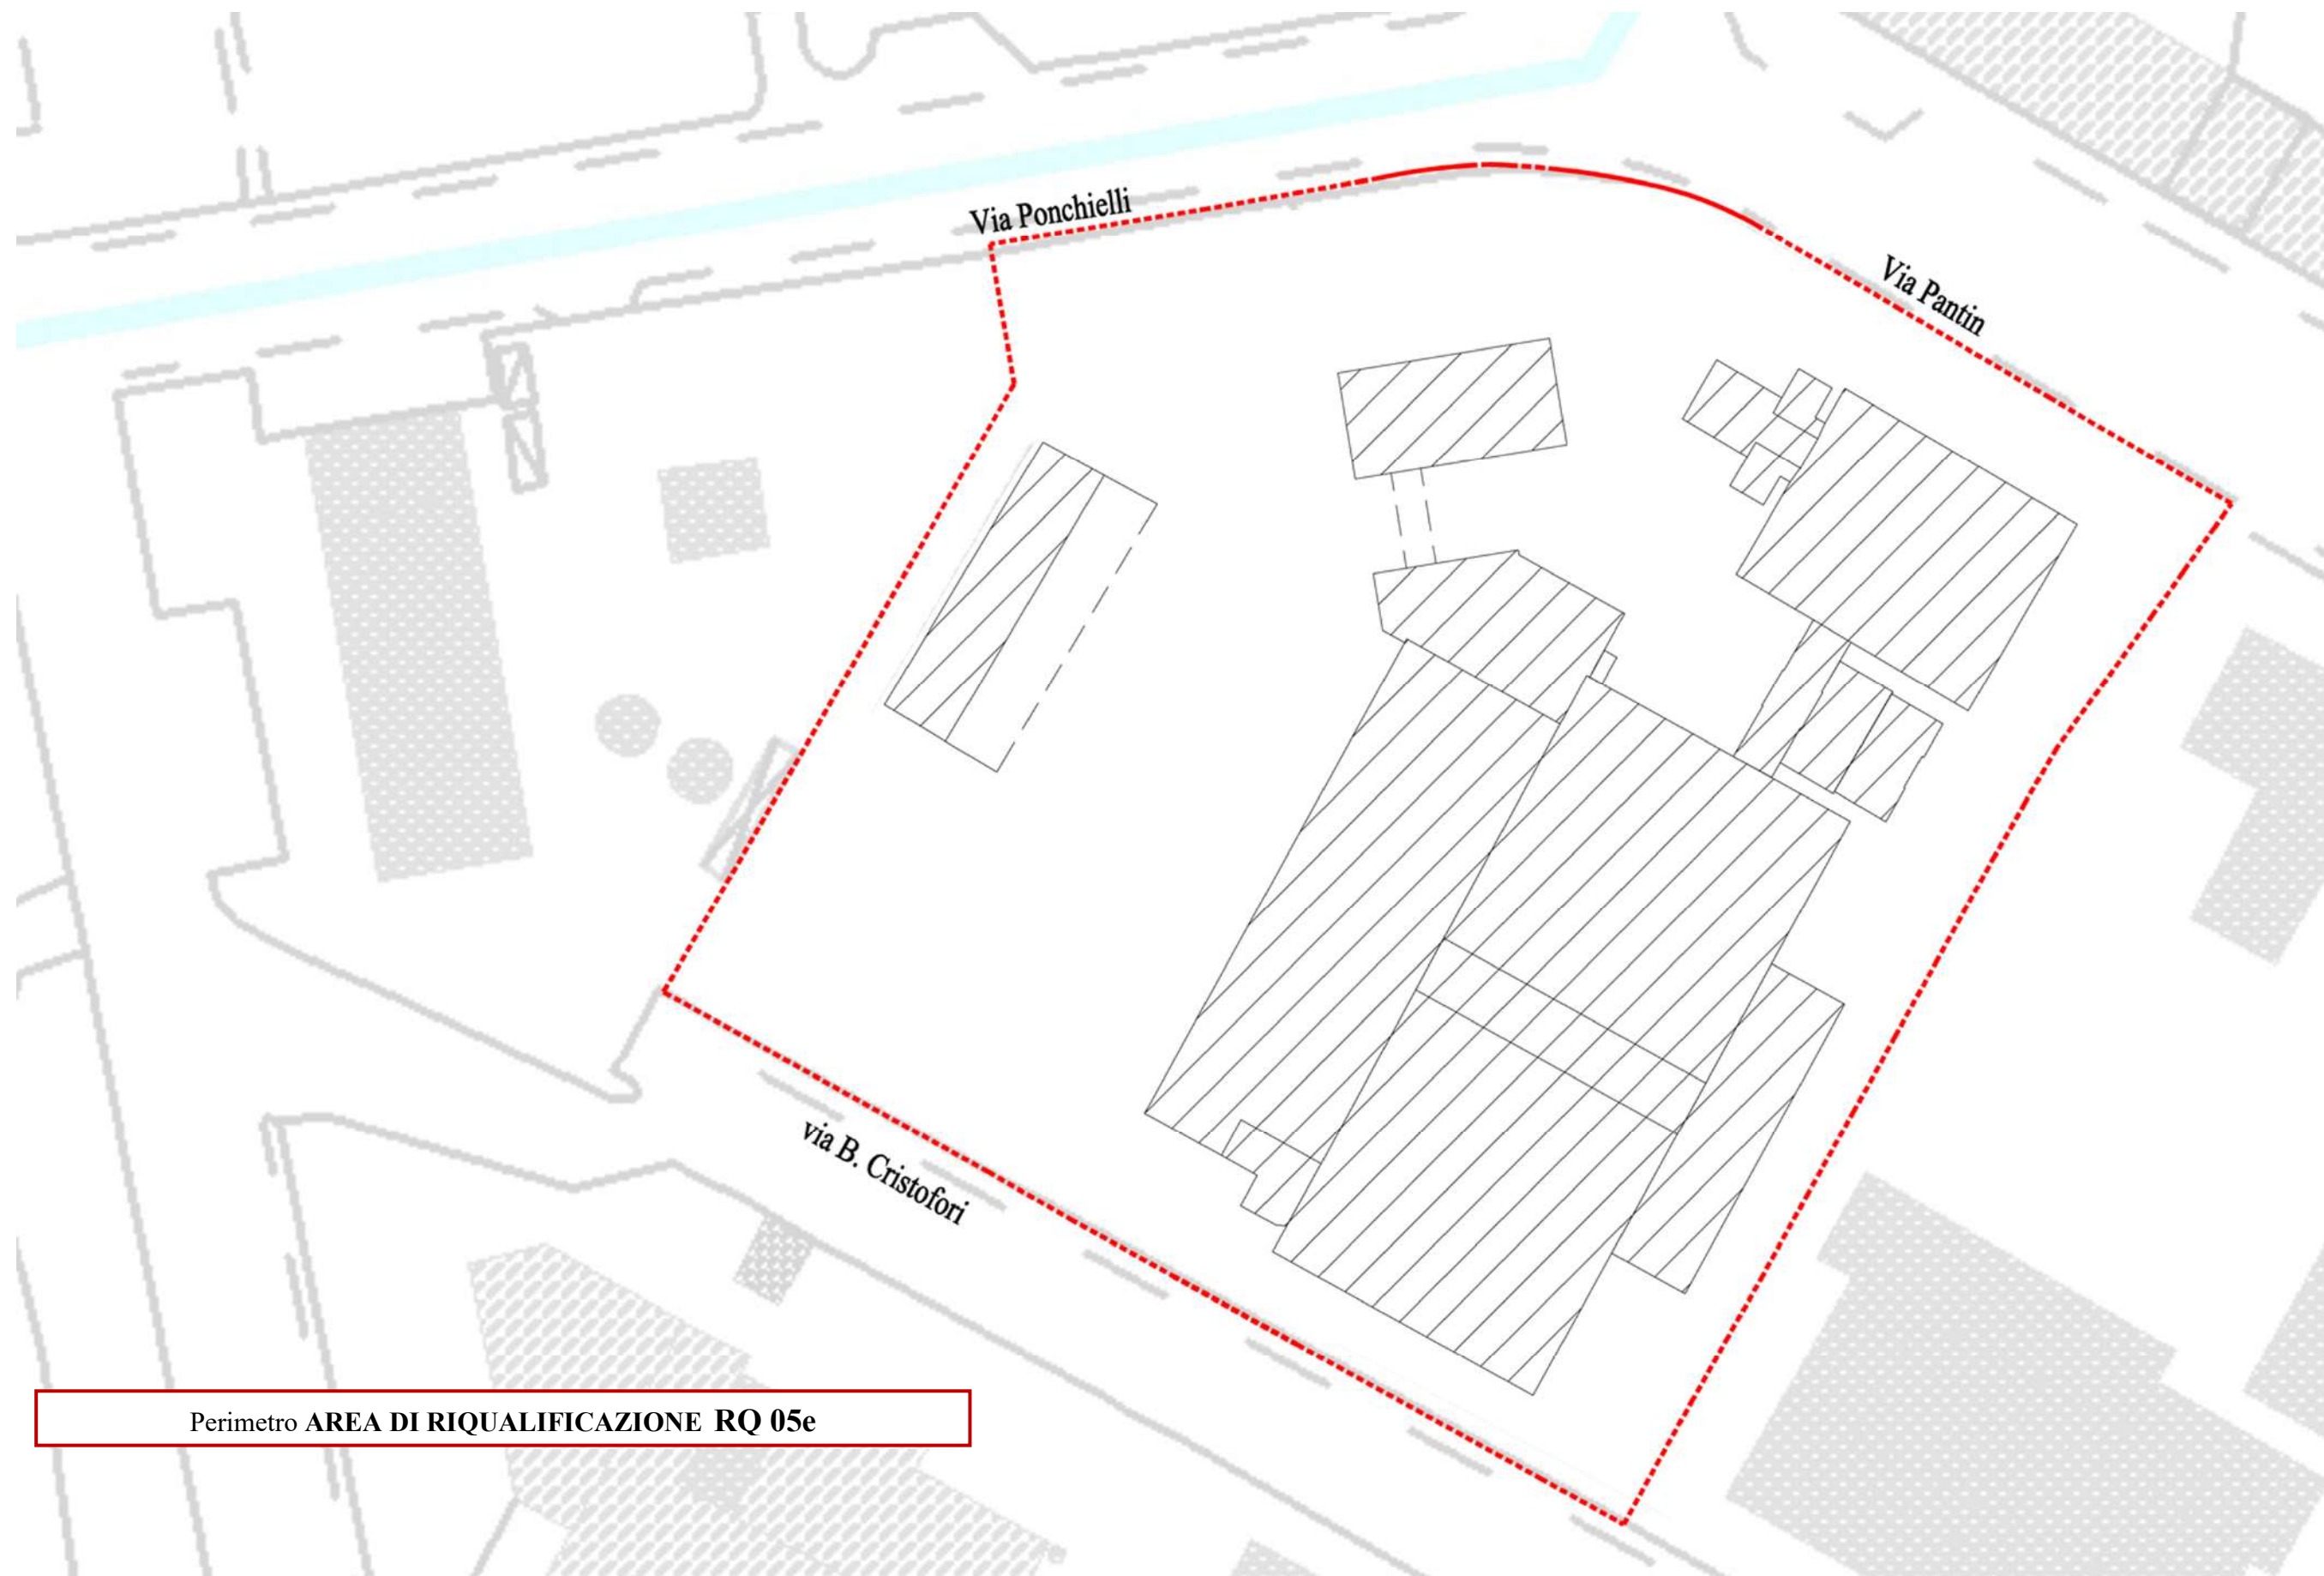 Via Ponchielli
Via Pantin
via B. Cristofori
Perimetro AREA DI RIQUALIFICAZIONE RQ 05e